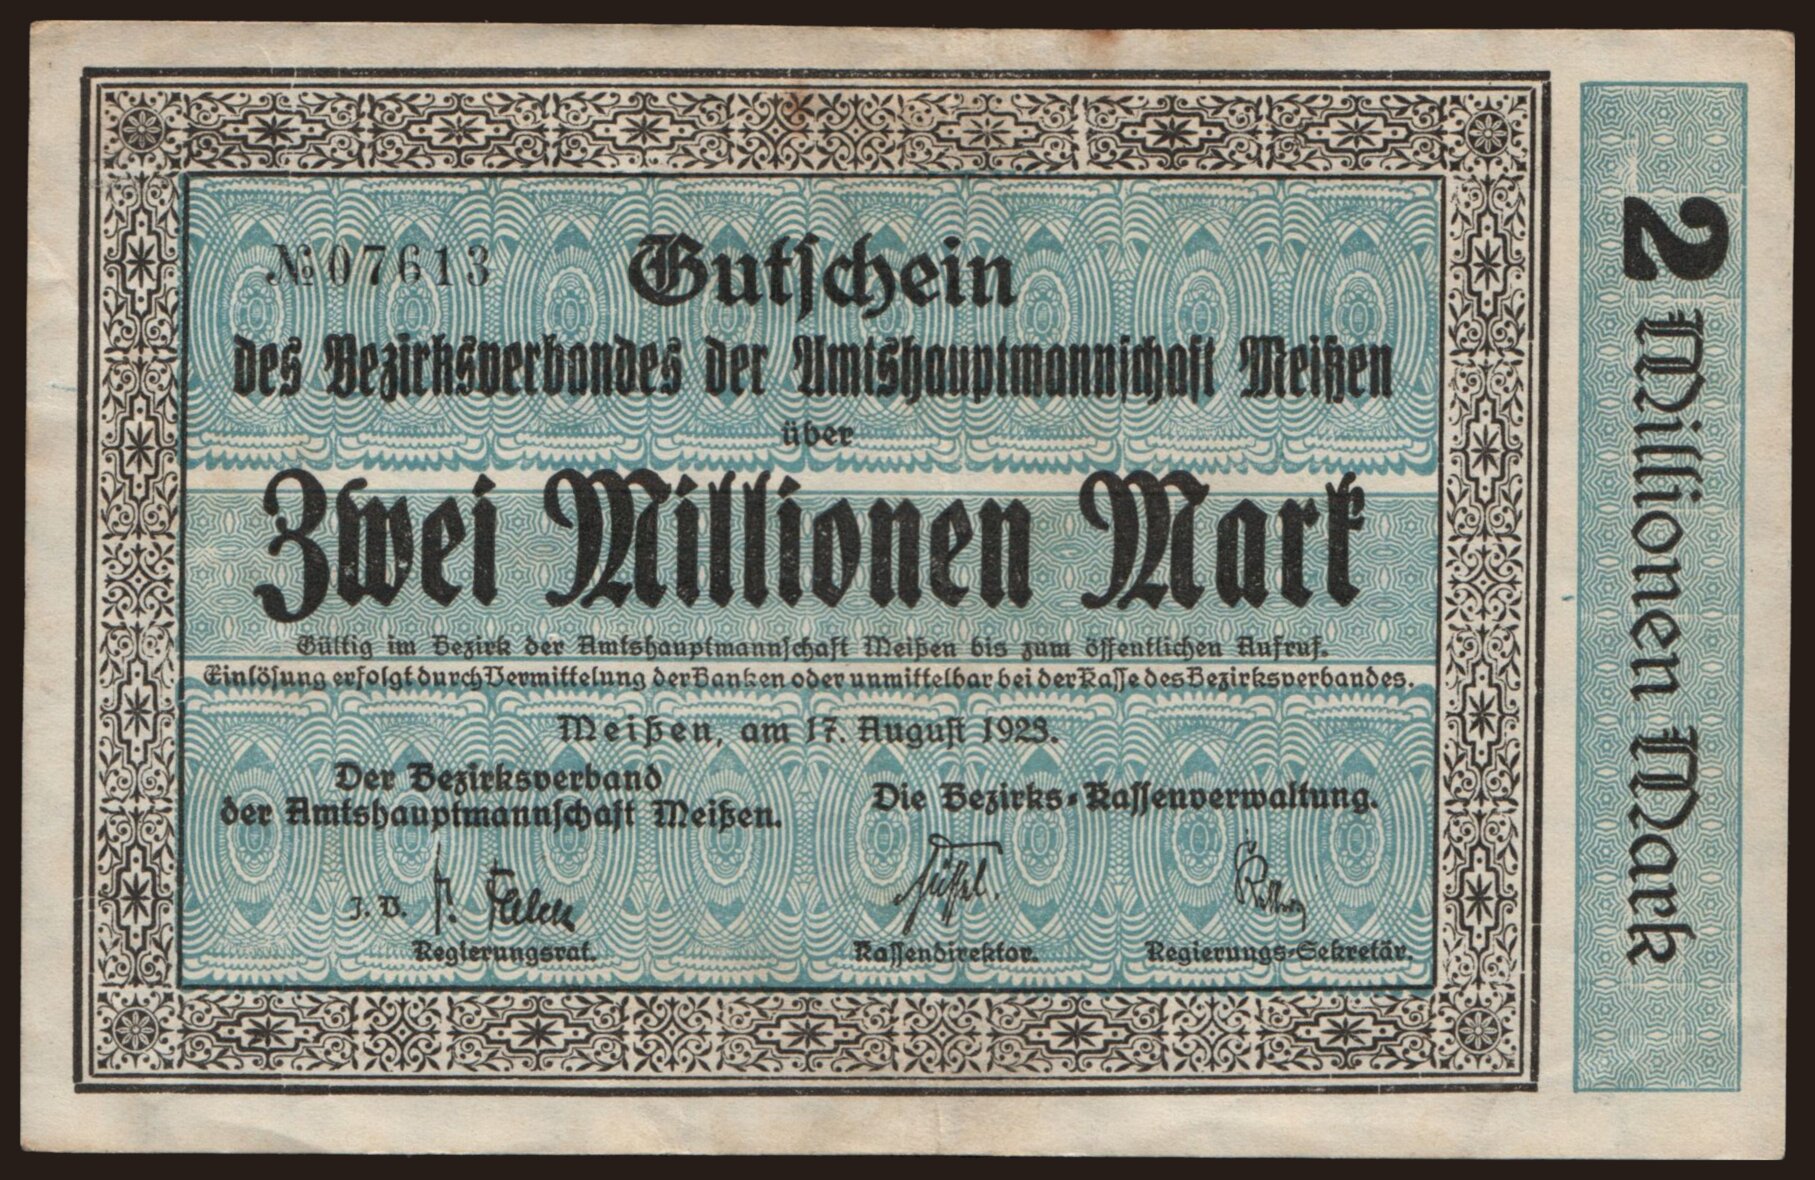 № 07613
Gutschein
des Bezirksverbandes der Amtshauptmannschaft Meißen
über
Zwei Millionen Mark
Gültig im Bezirk der Amtshauptmannschaft Meißen bis zum öffentlichen Aufruf.
Einlösung erfolgt durch Vermittelung der Banken oder unmittelbar bei der Kasse des Bezirksverbandes.
Meißen, am 17. August 1923.
Der Bezirksverband
der Amtshauptmannschaft Meißen.
Die Bezirks-Kassenverwaltung.
J. V.
Regierungsrat.
Kassendirektor.
Regierungs-Sekretär.
2 Millionen Mark